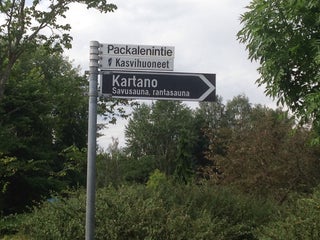 Packalenintie
Kasvihuoneet
Kartano
Savusauna, rantasauna